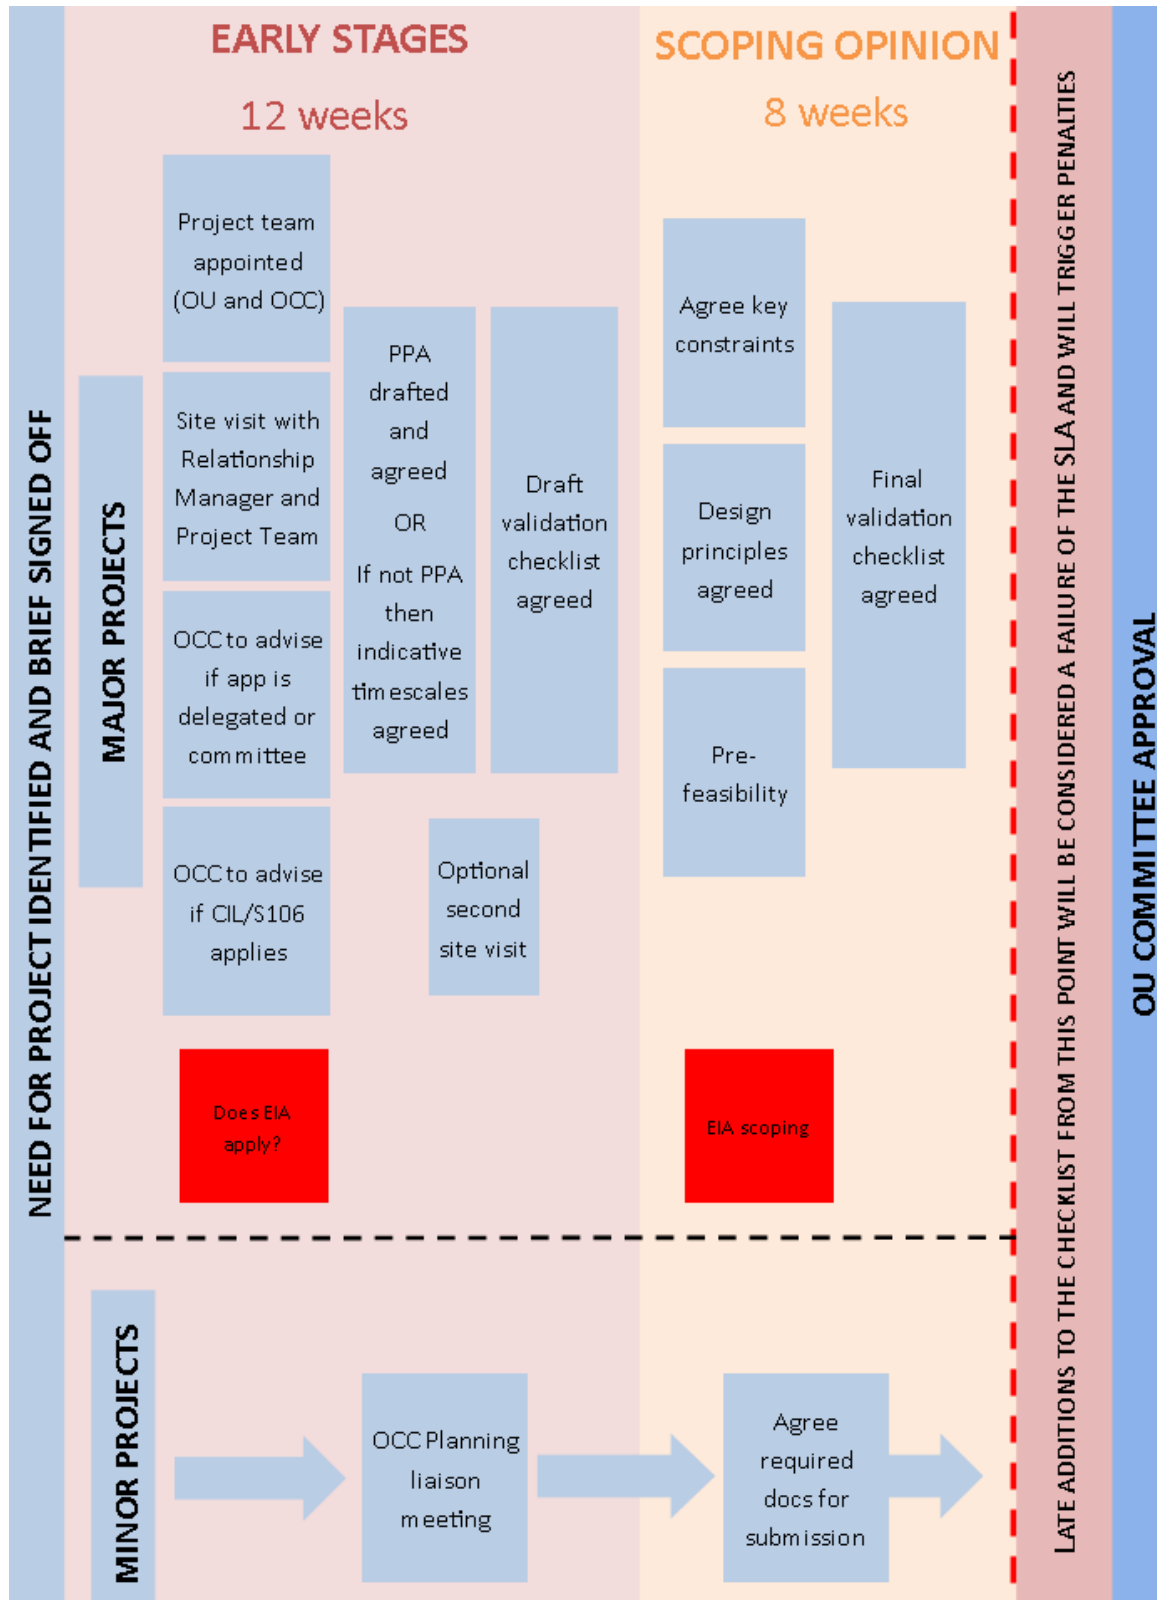 NEED FOR PROJECT IDENTIFIED AND BRIEF SIGNED OFF
EARLY STAGES
12 weeks
SCOPING OPINION
8 weeks
MAJOR PROJECTS
Project team
appointed
(OU and OCC)
Site visit with
Relationship
Manager and
Project Team
OCC to advise
if app is
delegated or
committee
OCC to advise
if CIL/S106
applies
Does EIA
apply?
PPA
drafted
and
agreed
OR
If not PPA
then
indicative
timescales
agreed
Draft
validation
checklist
agreed
Optional
second
site visit
Agree key
constraints
Design
principles
agreed
Pre-
feasibility
EIA scoping
Final
validation
checklist
agreed
MINOR PROJECTS
OCC Planning
liaison
meeting
Agree
required
docs for
submission
LATE ADDITIONS TO THE CHECKLIST FROM THIS POINT WILL BE CONSIDERED A FAILURE OF THE SLA AND WILL TRIGGER PENALTIES
OU COMMITTEE APPROVAL